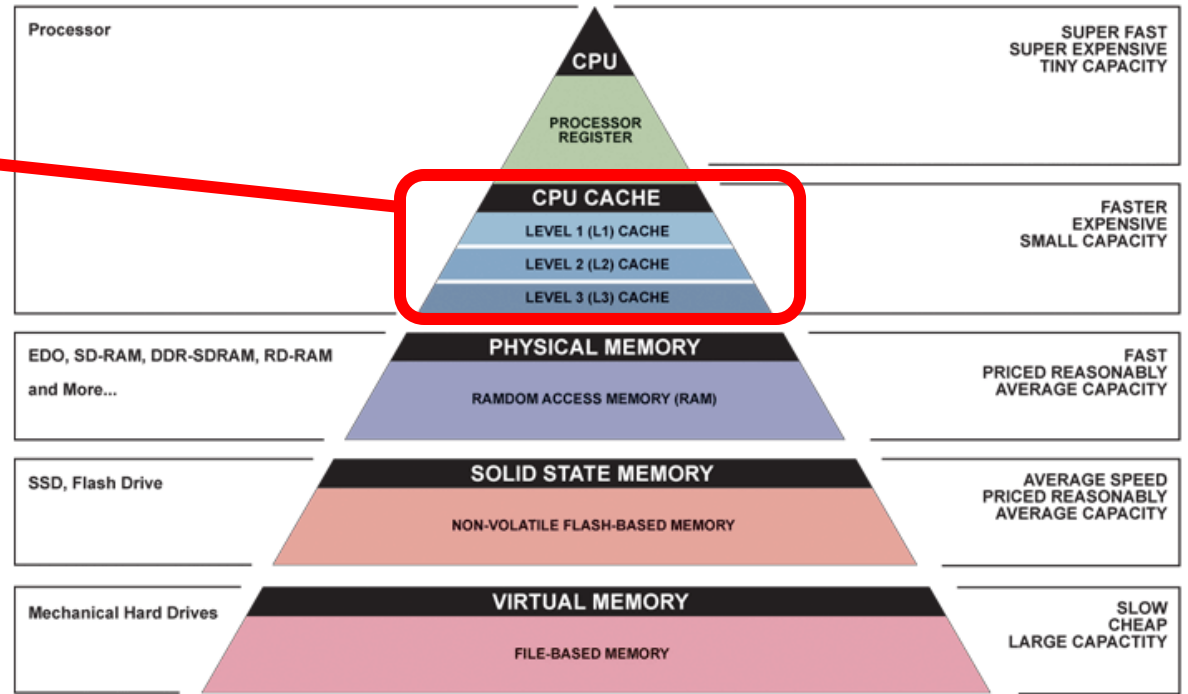 Processor
CPU
PROCESSOR
REGISTER
SUPER FAST
SUPER EXPENSIVE
TINY CAPACITY
CPU CACHE
LEVEL 1 (L1) CACHE
LEVEL 2 (L2) CACHE
LEVEL 3 (L3) CACHE
FASTER
EXPENSIVE
SMALL CAPACITY
EDO, SD-RAM, DDR-SDRAM, RD-RAM
and More...
PHYSICAL MEMORY
RAMDOM ACCESS MEMORY (RAM)
FAST
PRICED REASONABLY
AVERAGE CAPACITY
SSD, Flash Drive
SOLID STATE MEMORY
NON-VOLATILE FLASH-BASED MEMORY
AVERAGE SPEED
PRICED REASONABLY
AVERAGE CAPACITY
Mechanical Hard Drives
VIRTUAL MEMORY
FILE-BASED MEMORY
SLOW
CHEAP
LARGE CAPACTITY